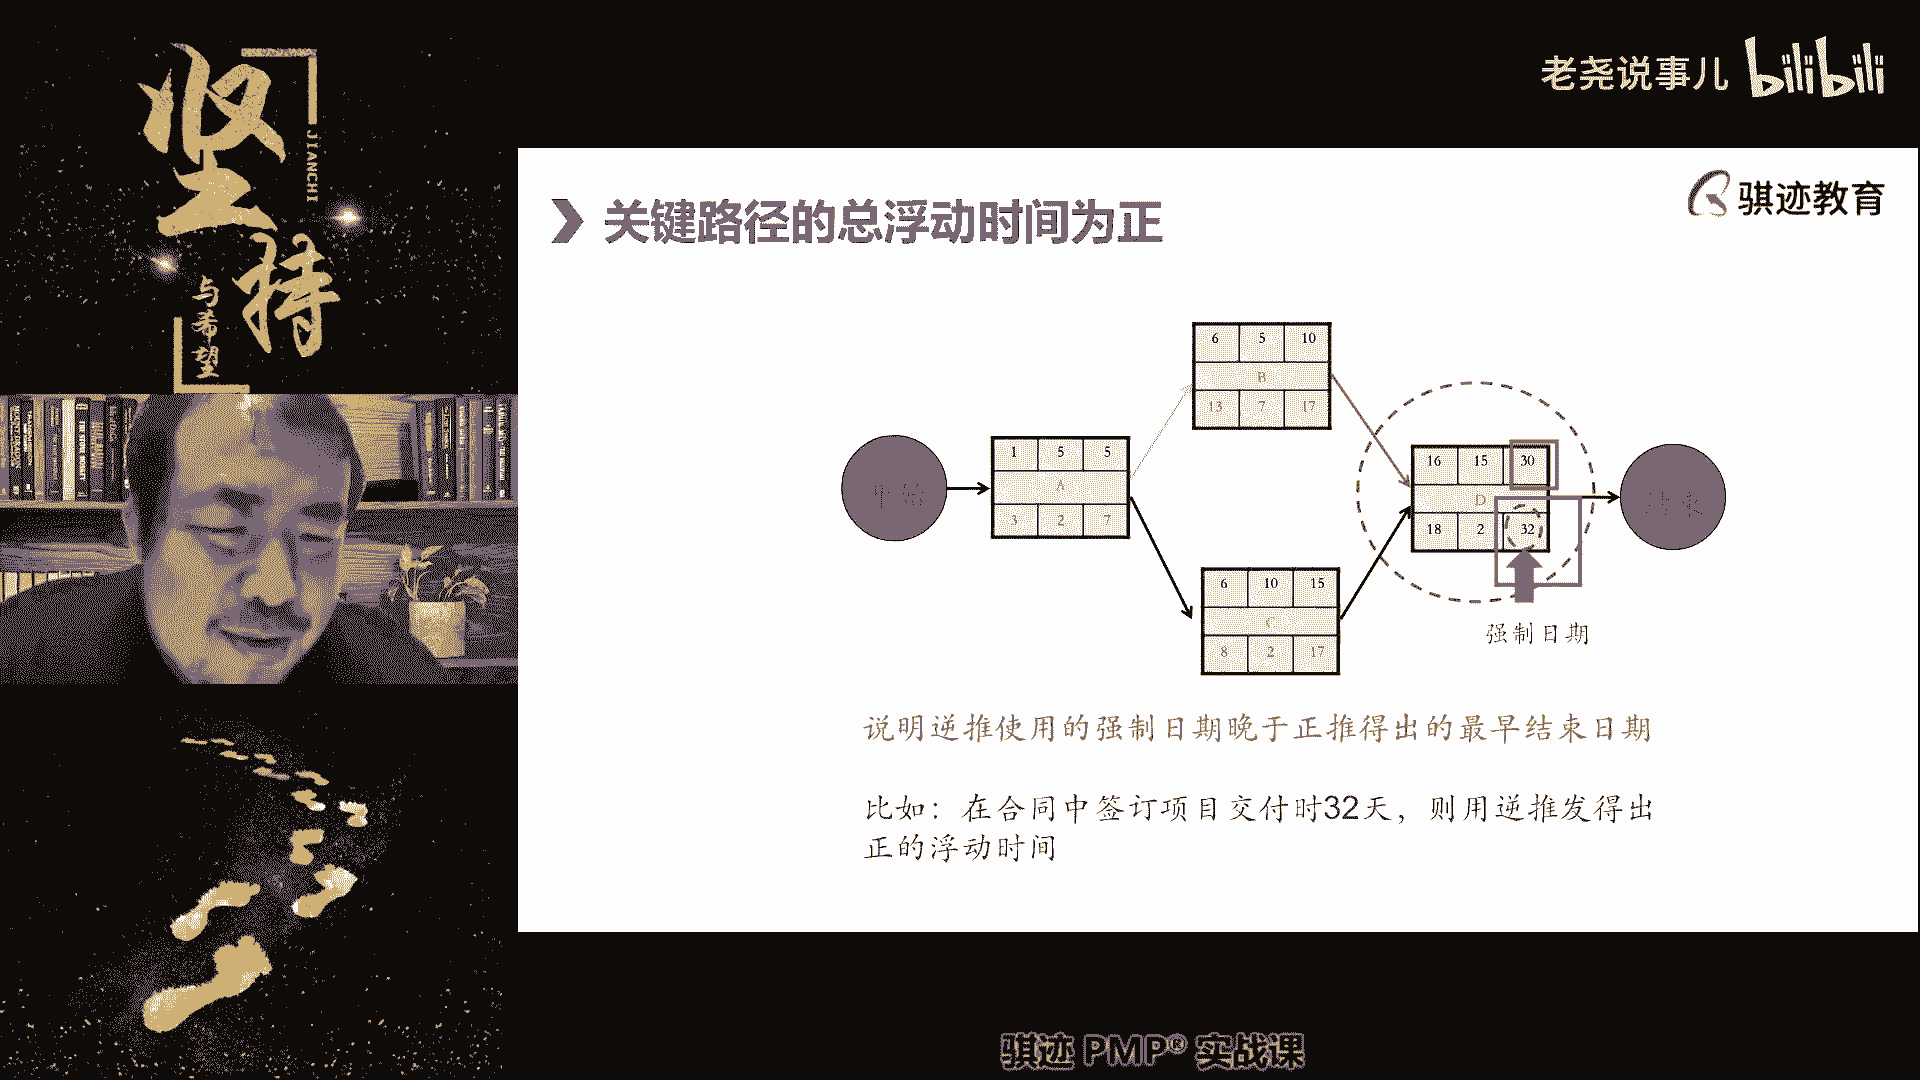 坚持
JIANCHI
与希望
老尧说事儿 bilibili
骐迹教育
关键路径的总浮动时间为正
6 5 10
B
13 7 17
1 5 5
A
3 2 7
16 15 30
D
18 2 32
6 10 15
C
8 2 17
强制日期
说明逆推使用的强制日期晚于正推得出的最早结束日期
比如：在合同中签订项目交付时32天，则用逆推发得出
正的浮动时间
骐迹 PMP® 实战课